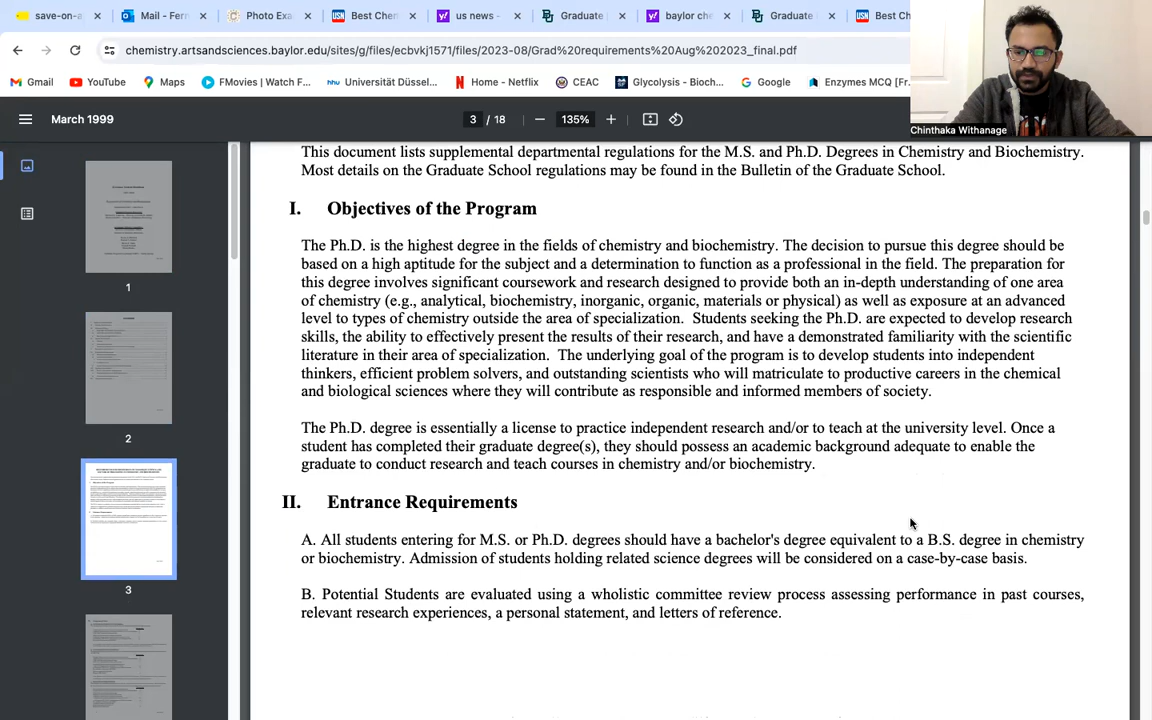 save-on-a
Mail - Fern
Photo Exa
Best Chem
us news -
Graduate
baylor che
Graduate
Best Ch
chemistry.artsandsciences.baylor.edu/sites/g/files/ecbvkj1571/files/2023-08/Grad%20requirements%20Aug%202023_final.pdf
Gmail
YouTube
Maps
FMovies | Watch F...
Universität Düssel...
Home - Netflix
CEAC
Glycolysis - Bioch...
Google
Enzymes MCQ [Fr.
Chinthaka Withanage
March 1999
3 / 18
135%
1
2
3
This document lists supplemental departmental regulations for the M.S. and Ph.D. Degrees in Chemistry and Biochemistry.
Most details on the Graduate School regulations may be found in the Bulletin of the Graduate School.
I. Objectives of the Program
The Ph.D. is the highest degree in the fields of chemistry and biochemistry. The decision to pursue this degree should be
based on a high aptitude for the subject and a determination to function as a professional in the field. The preparation for
this degree involves significant coursework and research designed to provide both an in-depth understanding of one area
of chemistry (e.g., analytical, biochemistry, inorganic, organic, materials or physical) as well as exposure at an advanced
level to types of chemistry outside the area of specialization. Students seeking the Ph.D. are expected to develop research
skills, the ability to effectively present the results of their research, and have a demonstrated familiarity with the scientific
literature in their area of specialization. The underlying goal of the program is to develop students into independent
thinkers, efficient problem solvers, and outstanding scientists who will matriculate to productive careers in the chemical
and biological sciences where they will contribute as responsible and informed members of society.
The Ph.D. degree is essentially a license to practice independent research and/or to teach at the university level. Once a
student has completed their graduate degree(s), they should possess an academic background adequate to enable the
graduate to conduct research and teach courses in chemistry and/or biochemistry.
II. Entrance Requirements
A. All students entering for M.S. or Ph.D. degrees should have a bachelor's degree equivalent to a B.S. degree in chemistry
or biochemistry. Admission of students holding related science degrees will be considered on a case-by-case basis.
B. Potential Students are evaluated using a wholistic committee review process assessing performance in past courses,
relevant research experiences, a personal statement, and letters of reference.